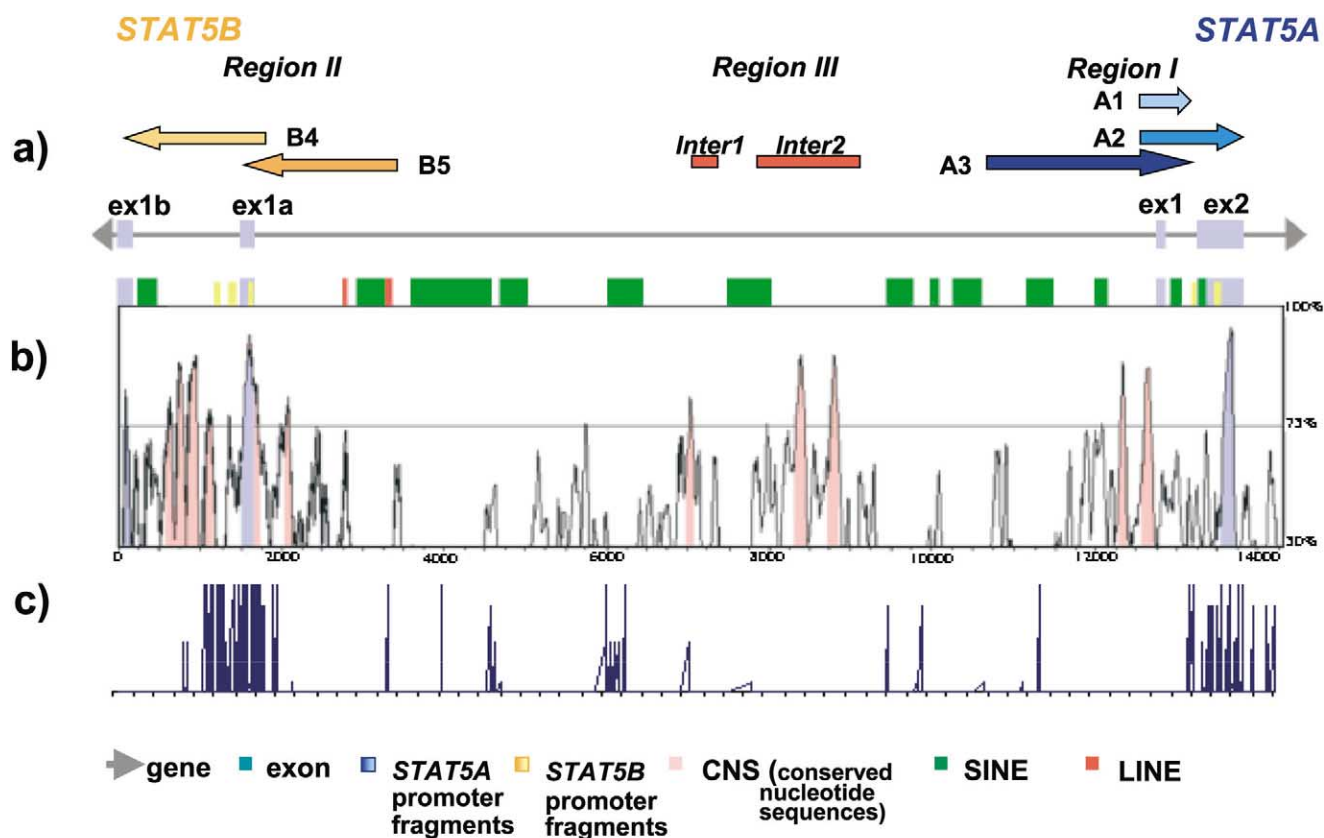 STAT5B STAT5A
Region II Region III Region I
a) B4 B5 Inter1 Inter2 A1 A2 A3
ex1b ex1a ex1 ex2
b)
100%
73%
30%
0 2000 4000 6000 8000 10000 12000 14000
c)
gene exon STAT5A promoter fragments STAT5B promoter fragments CNS (conserved nucleotide sequences) SINE LINE